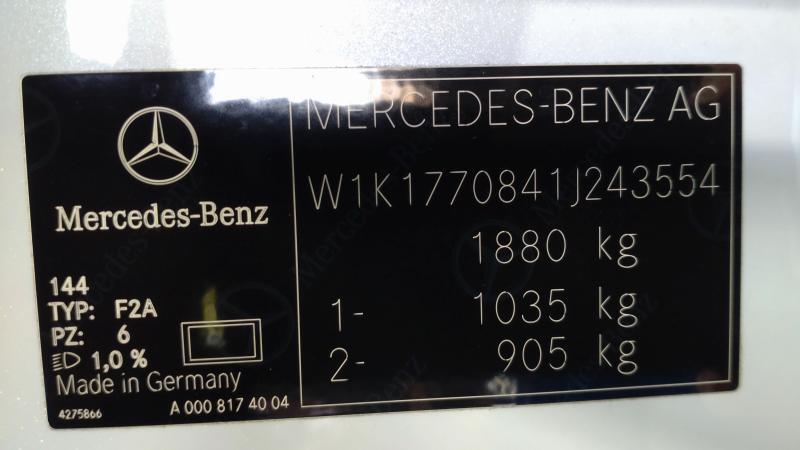 Mercedes-Benz
144
TYP: F2A
PZ: 6
1,0 %
Made in Germany
4275866 A 000 817 40 04
MERCEDES-BENZ AG
W1K1770841J243554
1880 kg
1- 1035 kg
2- 905 kg